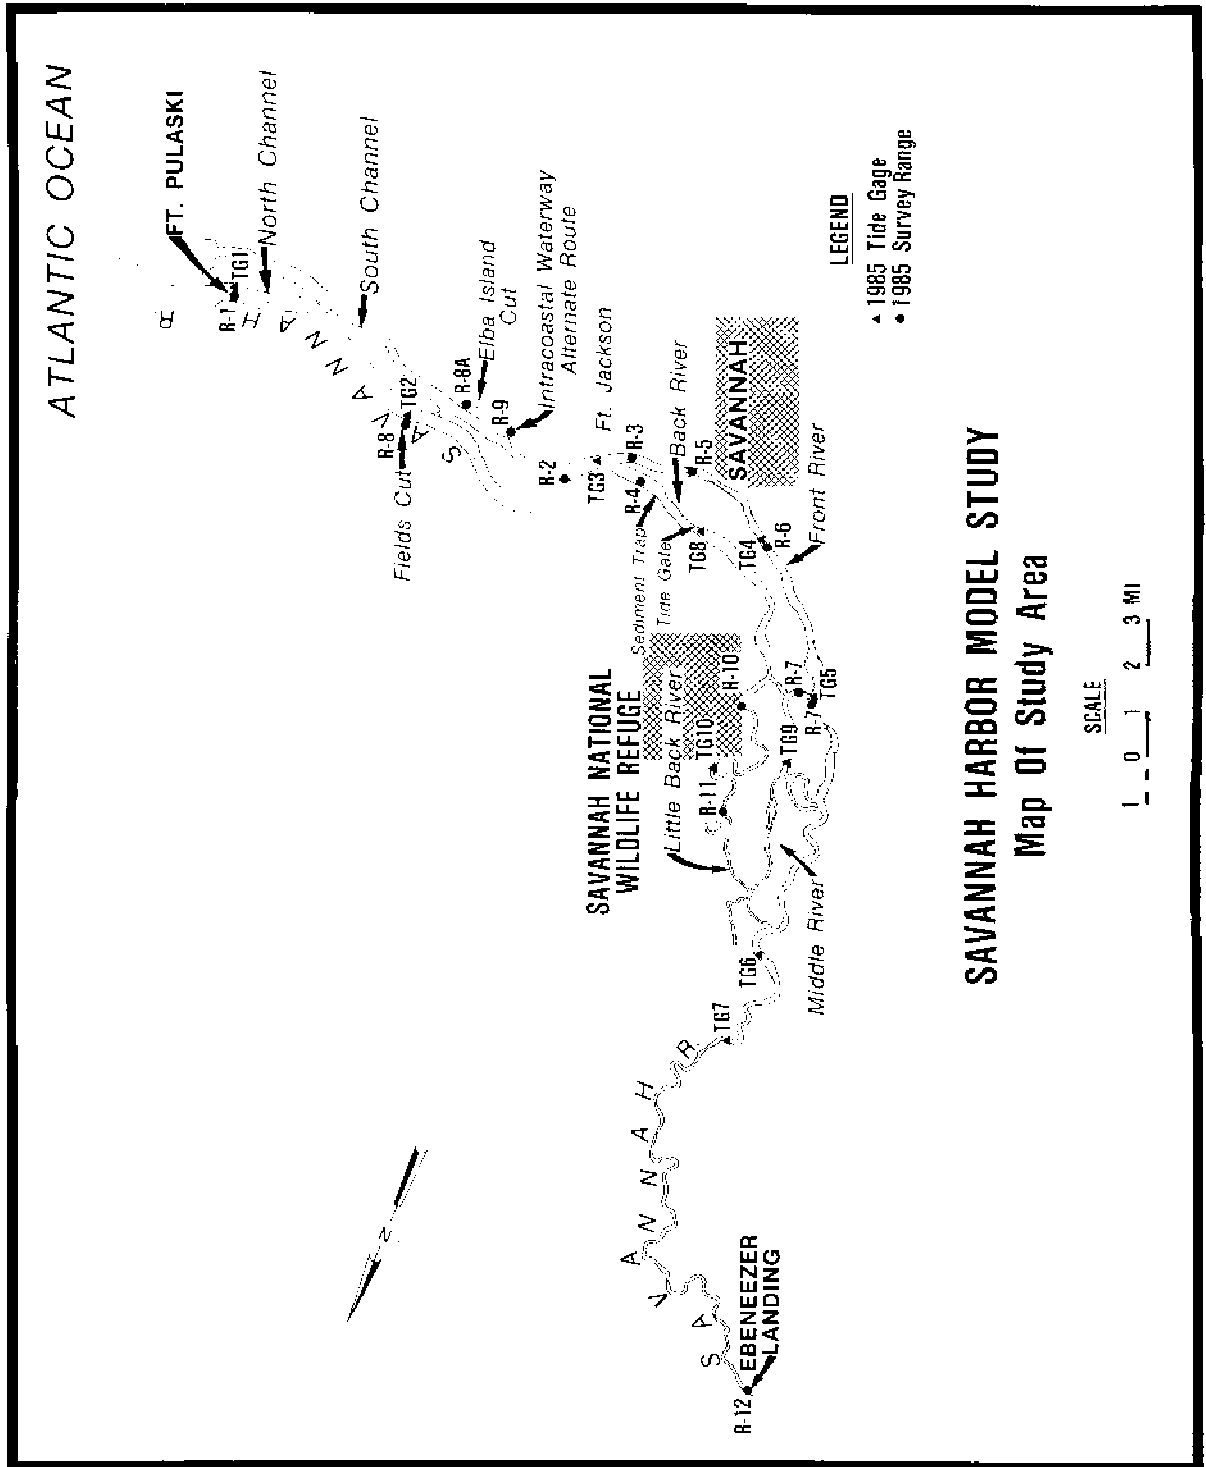 ATLANTIC OCEAN
FT. PULASKI
North Channel
TG1
R-1
South Channel
R
H
A
N
N
A
V
A
S
TG2
R-8
R-8A
Elba Island
Cut
R-9
Intracoastal Waterway
Alternate Route
Fields Cut
R-2
TG3
Ft. Jackson
R-3
R-4
Back River
R-5
SAVANNAH
Sediment Trap
Tide Gate
TG8
TG4
R-6
Front River
SAVANNAH NATIONAL
WILDLIFE REFUGE
Little Back River
R-10
TG10
R-11
R-7
R-7
TG5
TG9
Middle River
TG6
TG7
S A V A N N A H R
N
EBENEEZER
LANDING
R-12
LEGEND
▲ 1985 Tide Gage
● 1985 Survey Range
SAVANNAH HARBOR MODEL STUDY
Map Of Study Area
SCALE
1 0 1 2 3 MI